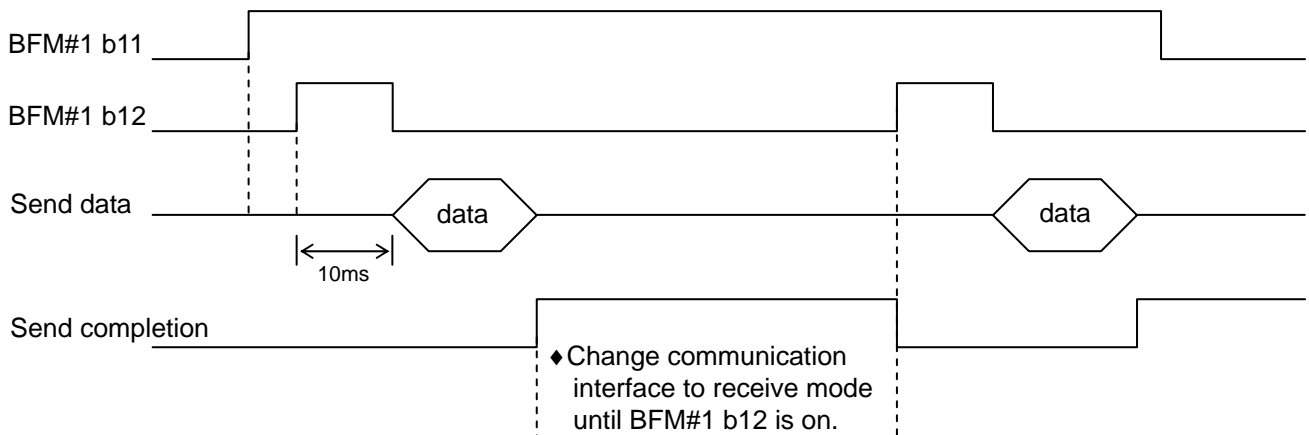 BFM#1 b11
BFM#1 b12
Send data
data
data
10ms
Send completion
♦Change communication
interface to receive mode
until BFM#1 b12 is on.